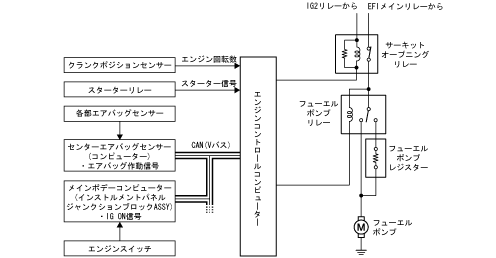 IG2リレーから
EFIメインリレーから
サーキット
オープニング
リレー
クランクポジションセンサー
エンジン回転数
スターターリレー
スターター信号
各部エアバッグセンサー
センターエアバッグセンサー
(コンピューター)
・エアバッグ作動信号
CAN(Vバス)
メインボデーコンピューター
(インストルメントパネル
ジャンクションブロックASSY)
・IG ON信号
エンジンスイッチ
エンジンコントロールコンピューター
フューエル
ポンプ
リレー
フューエル
ポンプ
レジスター
M
フューエル
ポンプ